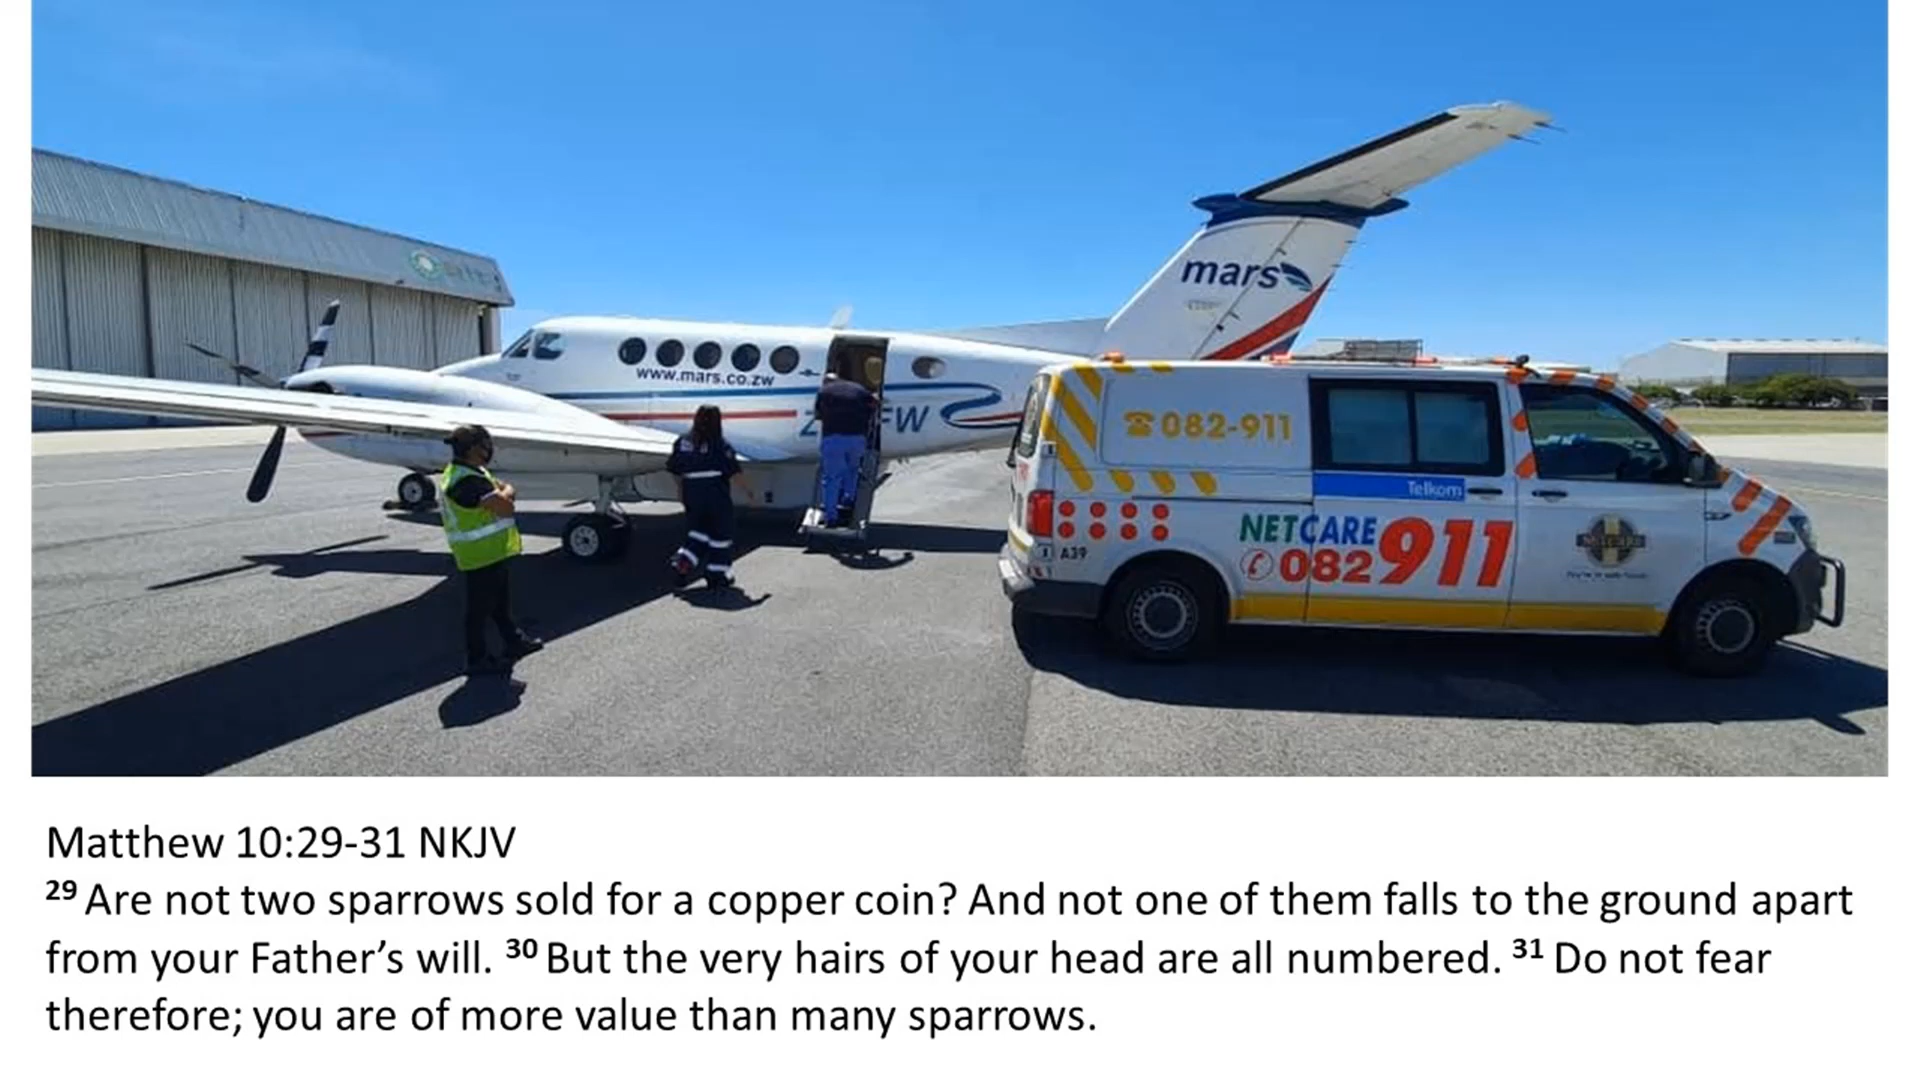 mars
www.mars.co.zw
FW
082-911
Telkom
NETCARE
082 911
A39
Matthew 10:29-31 NKJV
29 Are not two sparrows sold for a copper coin? And not one of them falls to the ground apart
from your Father’s will. 30 But the very hairs of your head are all numbered. 31 Do not fear
therefore; you are of more value than many sparrows.